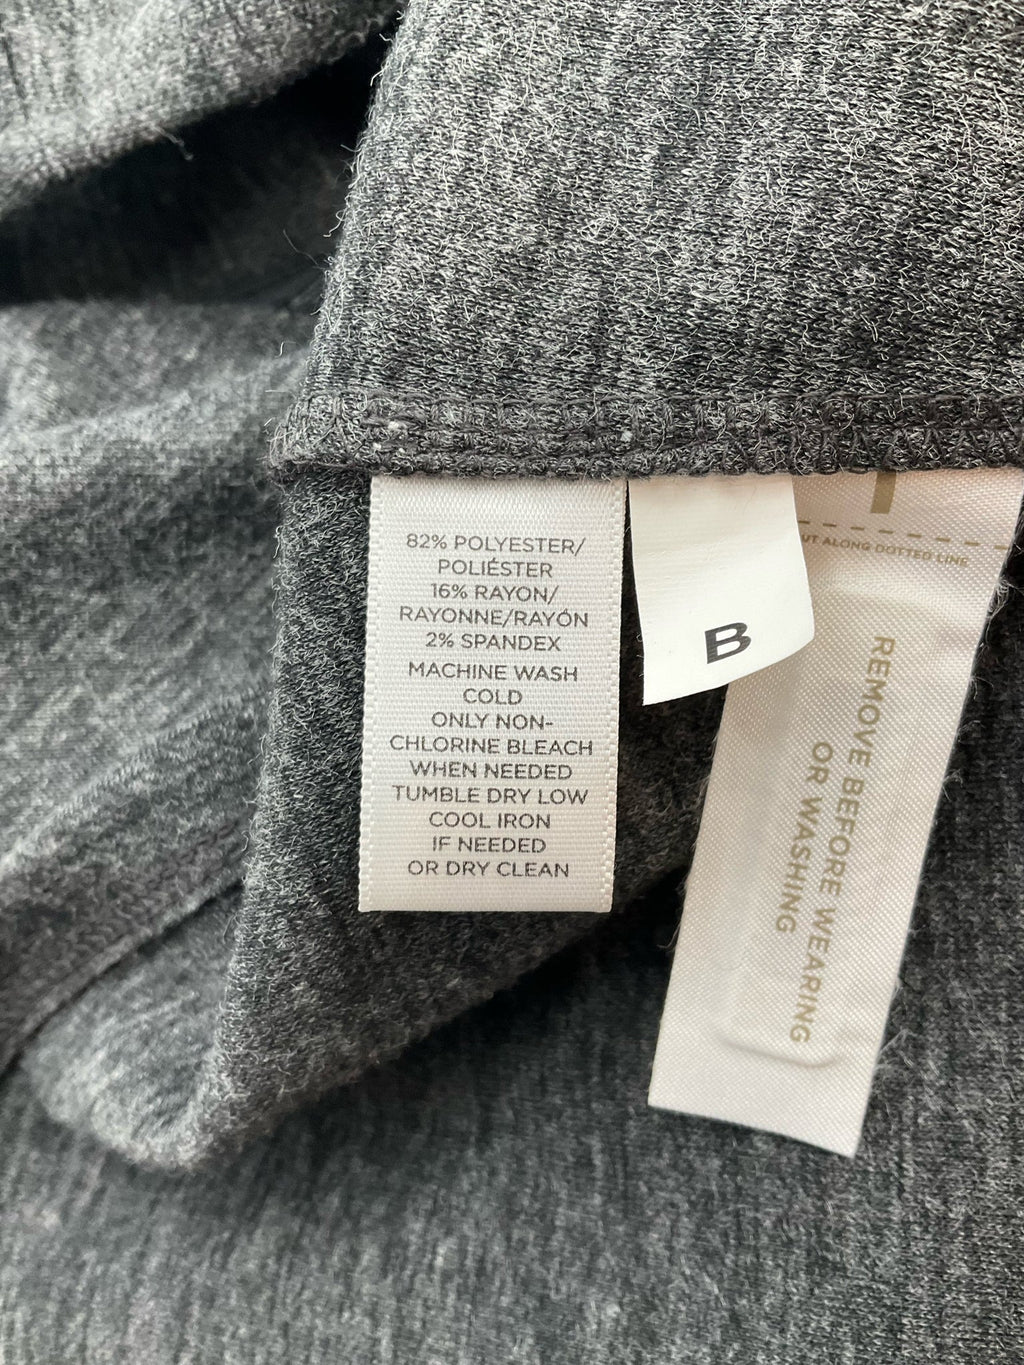 82% POLYESTER/
POLIÉSTER
16% RAYON/
RAYONNE/RAYÓN
2% SPANDEX
MACHINE WASH
COLD
ONLY NON-
CHLORINE BLEACH
WHEN NEEDED
TUMBLE DRY LOW
COOL IRON
IF NEEDED
OR DRY CLEAN
B
UT ALONG DOTTED LINE
REMOVE BEFORE WEARING
OR WASHING